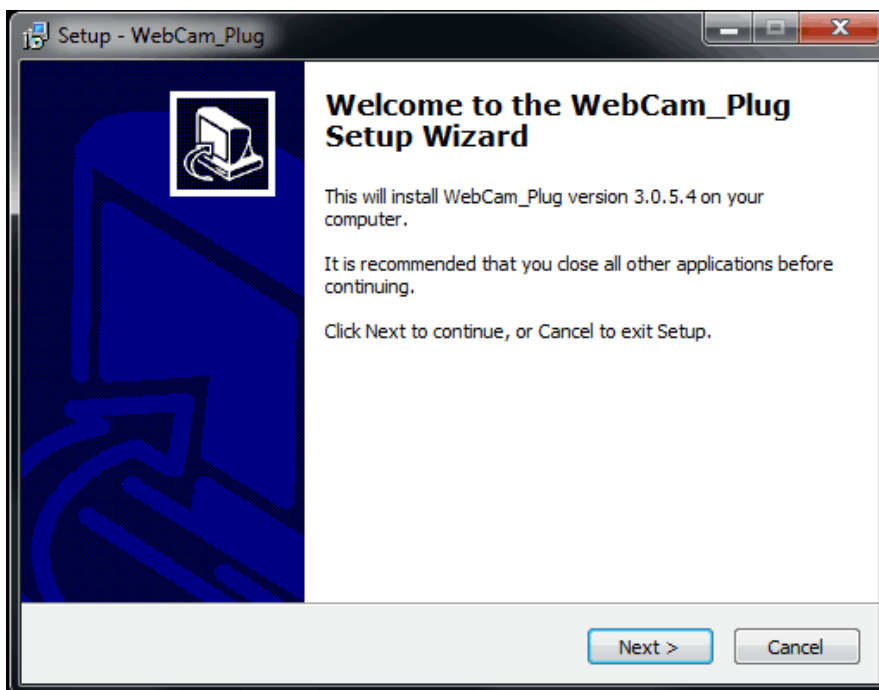 Setup - WebCam_Plug
Welcome to the WebCam_Plug
Setup Wizard
This will install WebCam_Plug version 3.0.5.4 on your
computer.
It is recommended that you close all other applications before
continuing.
Click Next to continue, or Cancel to exit Setup.
Next >
Cancel